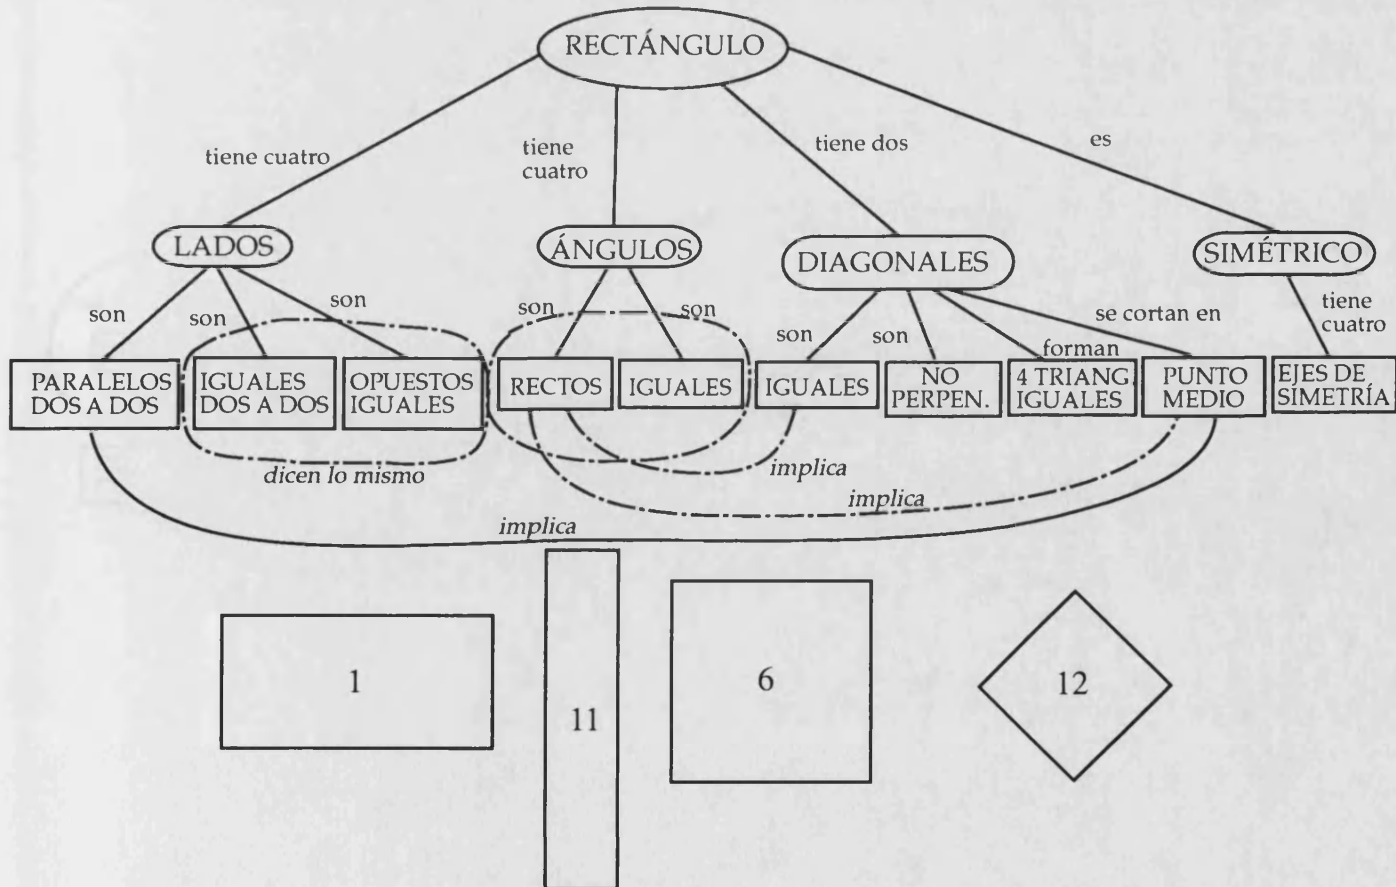 RECTÁNGULO
tiene cuatro
tiene
cuatro
tiene dos
es
LADOS
ÁNGULOS
DIAGONALES
SIMÉTRICO
son
son
son
son
son
son
son
forman
se cortan en
tiene
cuatro
PARALELOS
DOS A DOS
IGUALES
DOS A DOS
OPUESTOS
IGUALES
RECTOS
IGUALES
IGUALES
NO
PERPEN.
4 TRIANG.
IGUALES
PUNTO
MEDIO
EJES DE
SIMETRÍA
dicen lo mismo
implica
implica
implica
1
11
6
12